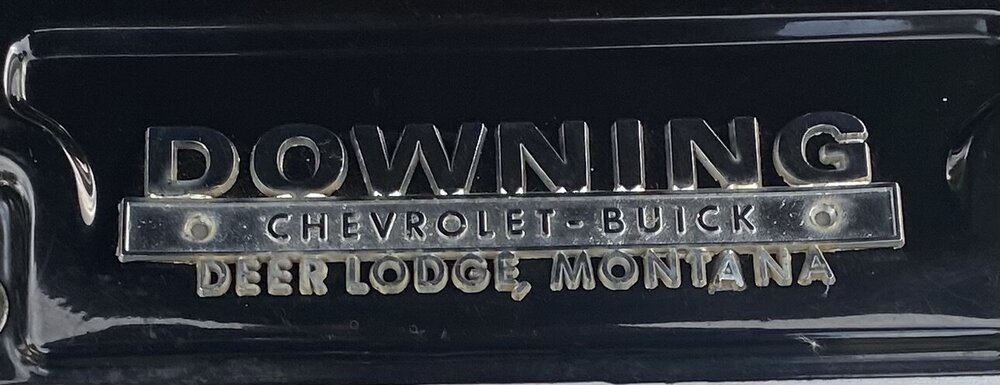 DOWNING
CHEVROLET-BUICK
DEER LODGE, MONTANA